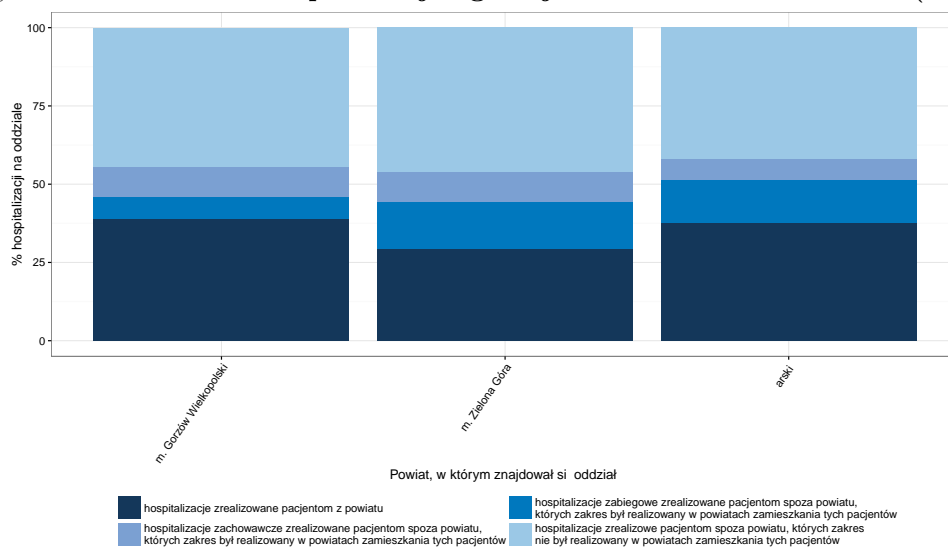 100
75
50
25
0
% hospitalizacji na oddziale
m. Gorzów Wielkopolski
m. Zielona Góra
arski
Powiat, w którym znajdował si oddział
hospitalizacje zrealizowane pacjentom z powiatu
hospitalizacje zabiegowe zrealizowane pacjentom spoza powiatu,
których zakres był realizowany w powiatach zamieszkania tych pacjentów
hospitalizacje zachowawcze zrealizowane pacjentom spoza powiatu,
których zakres był realizowany w powiatach zamieszkania tych pacjentów
hospitalizacje zrealizowe pacjentom spoza powiatu, których zakres
nie był realizowany w powiatach zamieszkania tych pacjentów